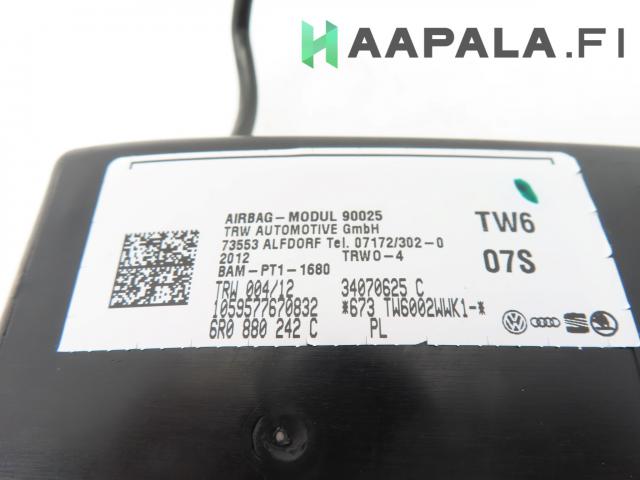 HAAPALA.FI
AIRBAG-MODUL 90025
TRW AUTOMOTIVE GmbH
73553 ALFDORF Tel. 07172/302-0
2012 TRWO-4
BAM-PT1-1680
TRW 004/12 34070625 C
1059577670832 *673 TW6002WWK1-*
6R0 880 242 C PL
TW6
07S